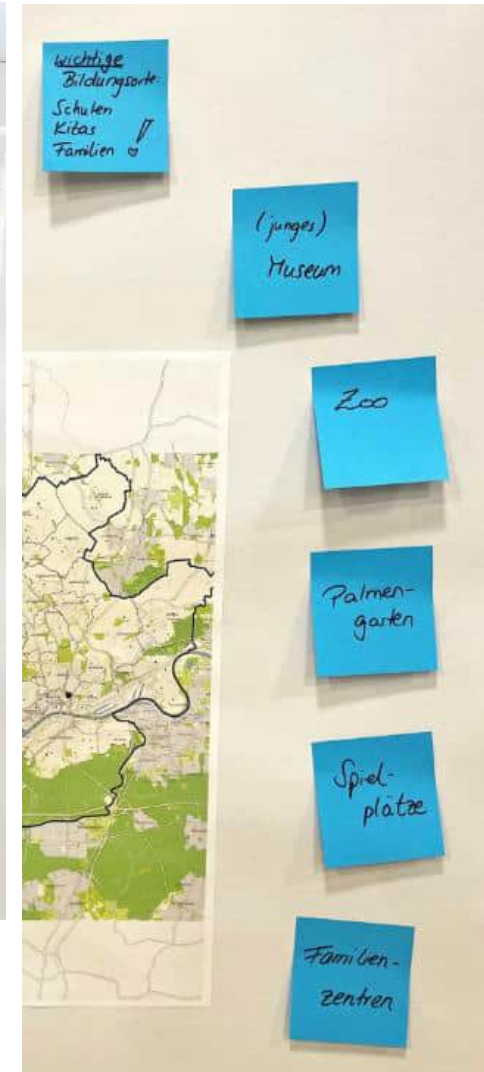 wichtige
Bildungsorte:
Schulen
Kitas
Familien !
(junges)
Museum
Zoo
Palmen-
garten
Spiel-
plätze
Familien-
zentren